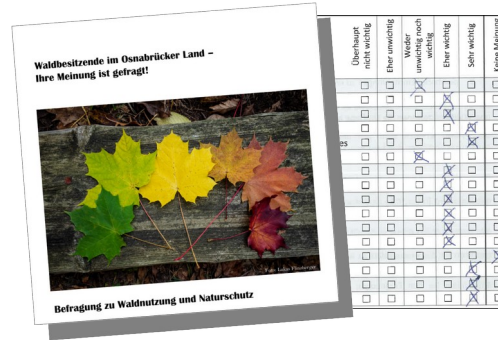 Waldbesitzende im Osnabrücker Land –
Ihre Meinung ist gefragt!
Befragung zu Waldnutzung und Naturschutz
Überhaupt
nicht wichtig
Eher unwichtig
Weder
unwichtig noch
wichtig
Eher wichtig
Sehr wichtig
Keine Meinung
es